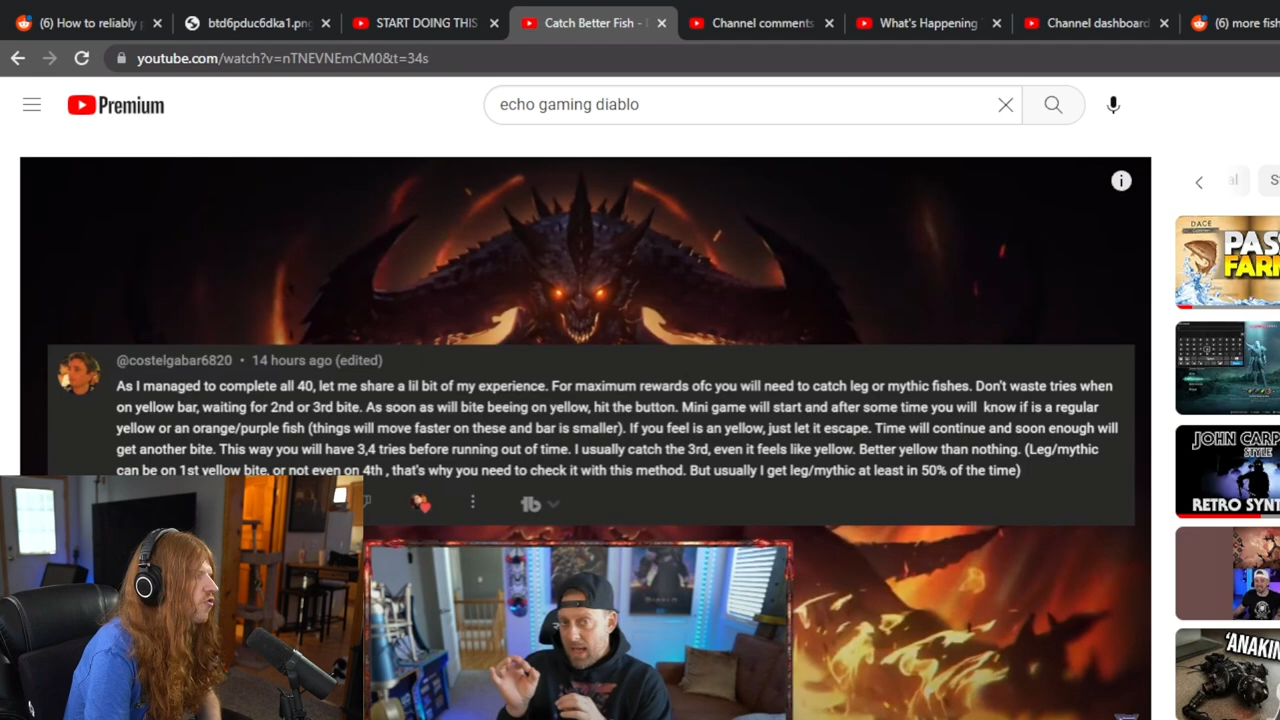 (6) How to reliably
btd6pduc6dka1.png
START DOING THIS
Catch Better Fish -
Channel comments
What's Happening
Channel dashboard
(6) more fish
youtube.com/watch?v=nTNEVNEmCM0&t=34s
Premium
echo gaming diablo
@costelgabar6820 • 14 hours ago (edited)
As I managed to complete all 40, let me share a lil bit of my experience. For maximum rewards ofc you will need to catch leg or mythic fishes. Don't waste tries when
on yellow bar, waiting for 2nd or 3rd bite. As soon as will bite beeing on yellow, hit the button. Mini game will start and after some time you will know if is a regular
yellow or an orange/purple fish (things will move faster on these and bar is smaller). If you feel is an yellow, just let it escape. Time will continue and soon enough will
get another bite. This way you will have 3,4 tries before running out of time. I usually catch the 3rd, even it feels like yellow. Better yellow than nothing. (Leg/mythic
can be on 1st yellow bite, or not even on 4th , that's why you need to check it with this method. But usually I get leg/mythic at least in 50% of the time)
al
DACE
PAS
FARM
JOHN CARP
STYLE
RETRO SYNT
'ANAKIN